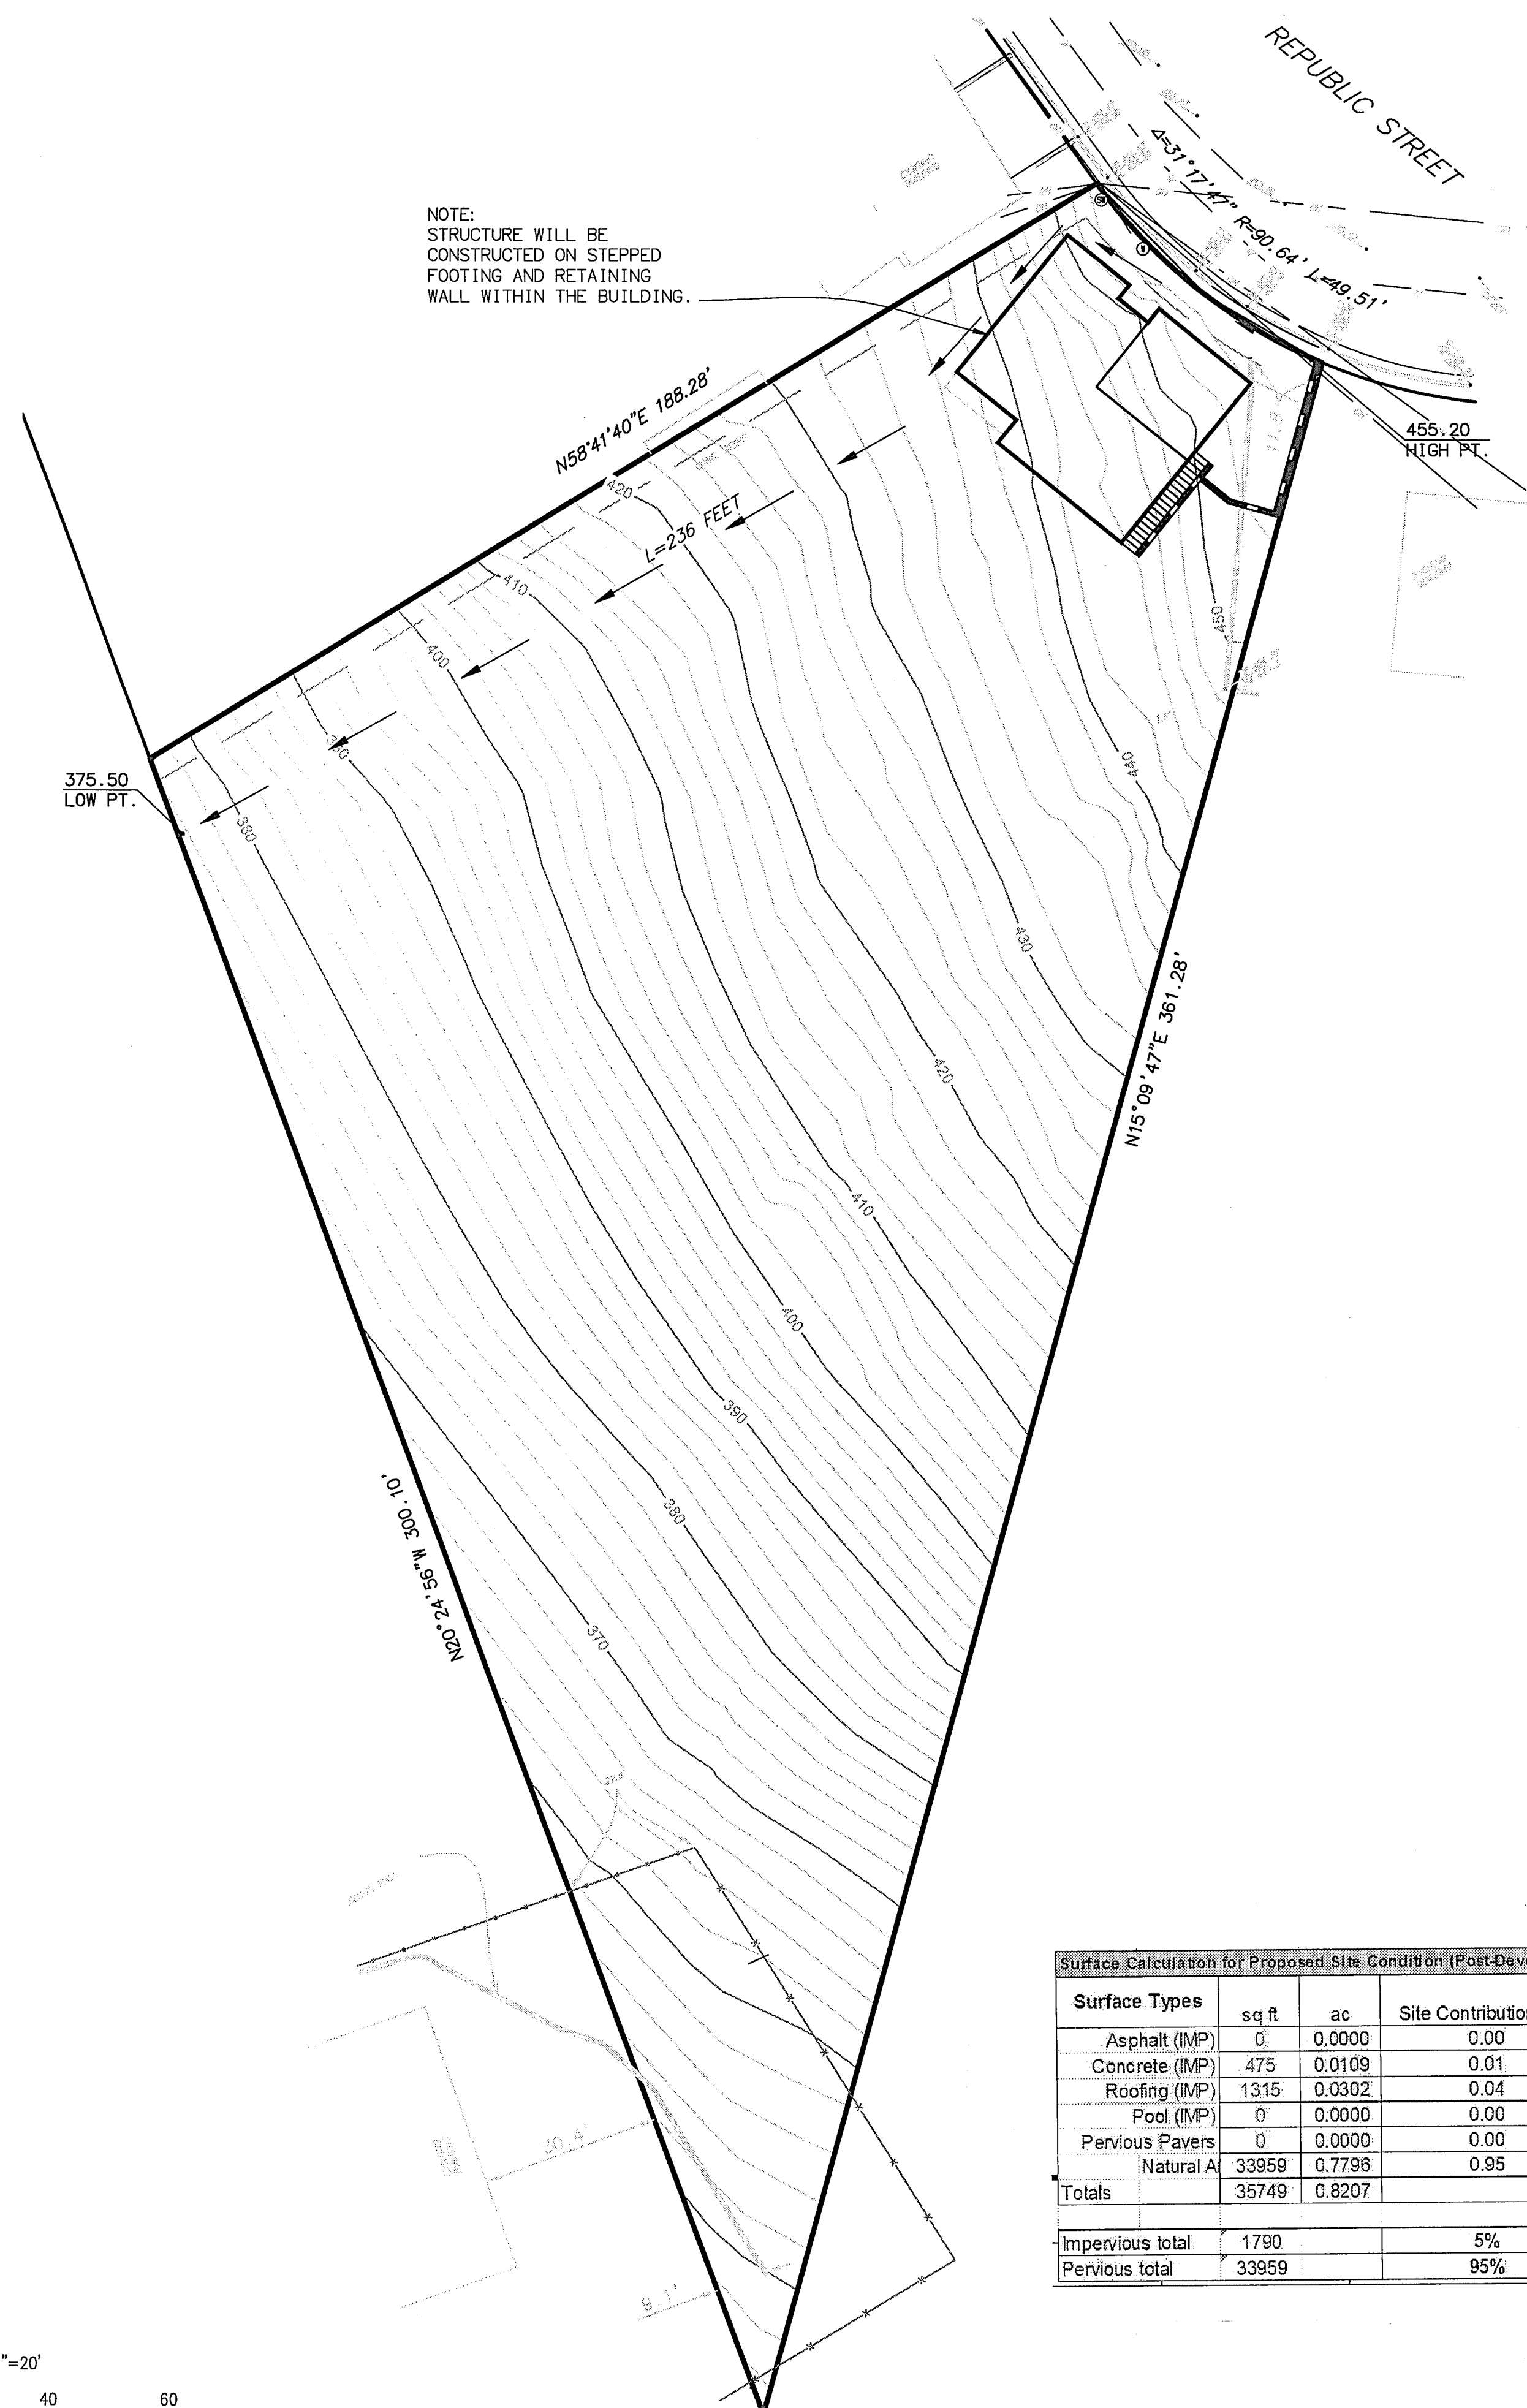 REPUBLIC STREET
Δ=31°17'47" R=90.64' L=49.51'
NOTE:
STRUCTURE WILL BE
CONSTRUCTED ON STEPPED
FOOTING AND RETAINING
WALL WITHIN THE BUILDING.
N58°41'40"E 188.28'
455.20
HIGH PT.
420
L=236 FEET
410
450
400
440
390
375.50
LOW PT.
380
430
N15°09'47"E 361.28'
420
410
400
390
380
N20°24'56"W 300.10'
370
30.4'
9.1'
Surface Calculation for Proposed Site Condition (Post-Dev
Surface Types sq ft ac Site Contributio
Asphalt (IMP) 0 0.0000 0.00
Concrete (IMP) 475 0.0109 0.01
Roofing (IMP) 1315 0.0302 0.04
Pool (IMP) 0 0.0000 0.00
Pervious Pavers 0 0.0000 0.00
Natural A 33959 0.7796 0.95
Totals 35749 0.8207
Impervious total 1790 5%
Pervious total 33959 95%
"=20'
40 60